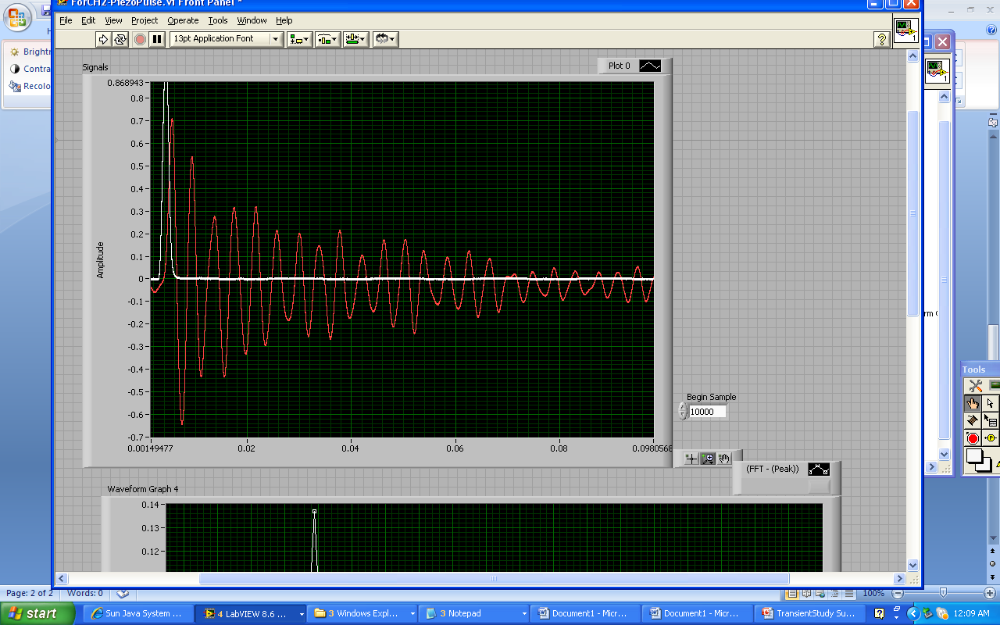 ForCH2-PiezoPulse.vi Front Panel *
File Edit View Project Operate Tools Window Help
13pt Application Font
Brightn
Contra
Recolo
Signals
Plot 0
0.868943
0.8
0.7
0.6
0.5
0.4
0.3
0.2
0.1
0
-0.1
-0.2
-0.3
-0.4
-0.5
-0.6
-0.7
Amplitude
0.00149477 0.02 0.04 0.06 0.08 0.0980568
Begin Sample
10000
(FFT - (Peak))
Waveform Graph 4
0.14
0.13
0.12
1
1
rm
Tools
Page: 2 of 2 Words: 0 100%
start Sun Java System ... 4 LabVIEW 8.6 ... 3 Windows Expl... 3 Notepad Document1 - Micr... Document1 - Micr... TransientStudy Su... 12:09 AM